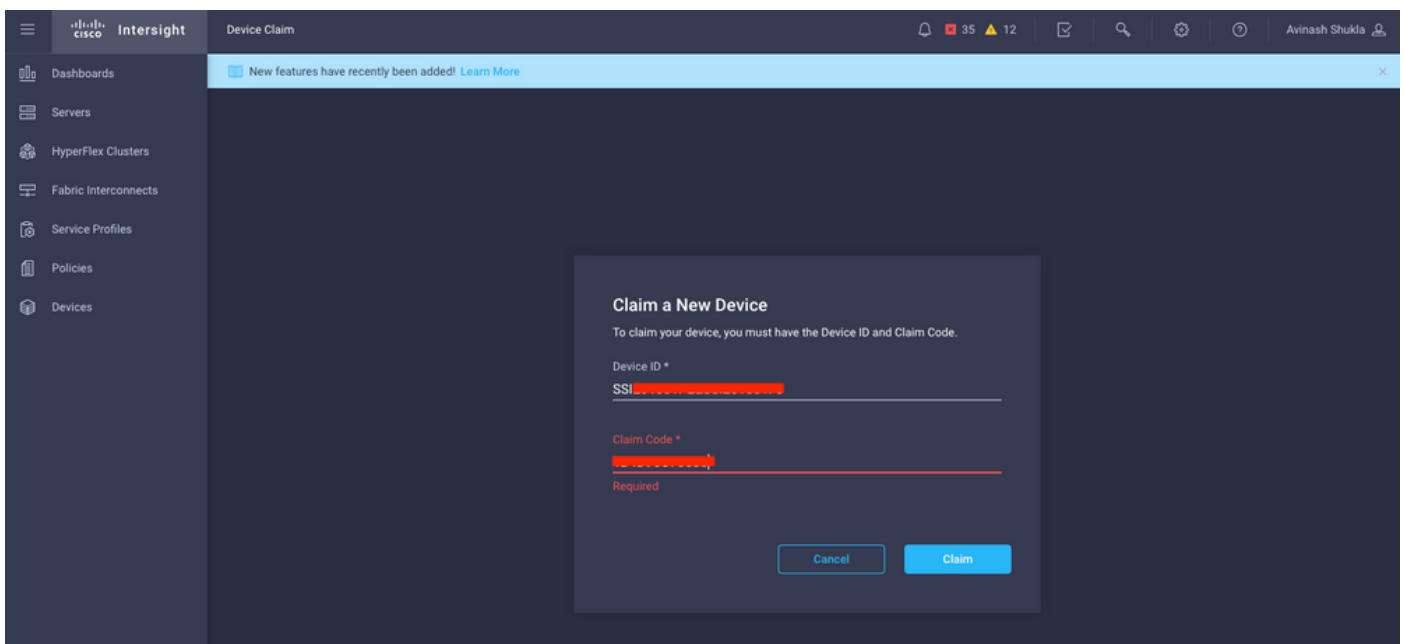 cisco Intersight
Device Claim
35 12
Avinash Shukla
Dashboards
Servers
HyperFlex Clusters
Fabric Interconnects
Service Profiles
Policies
Devices
New features have recently been added! Learn More
Claim a New Device
To claim your device, you must have the Device ID and Claim Code.
Device ID *
SSI
Claim Code *
Required
Cancel Claim